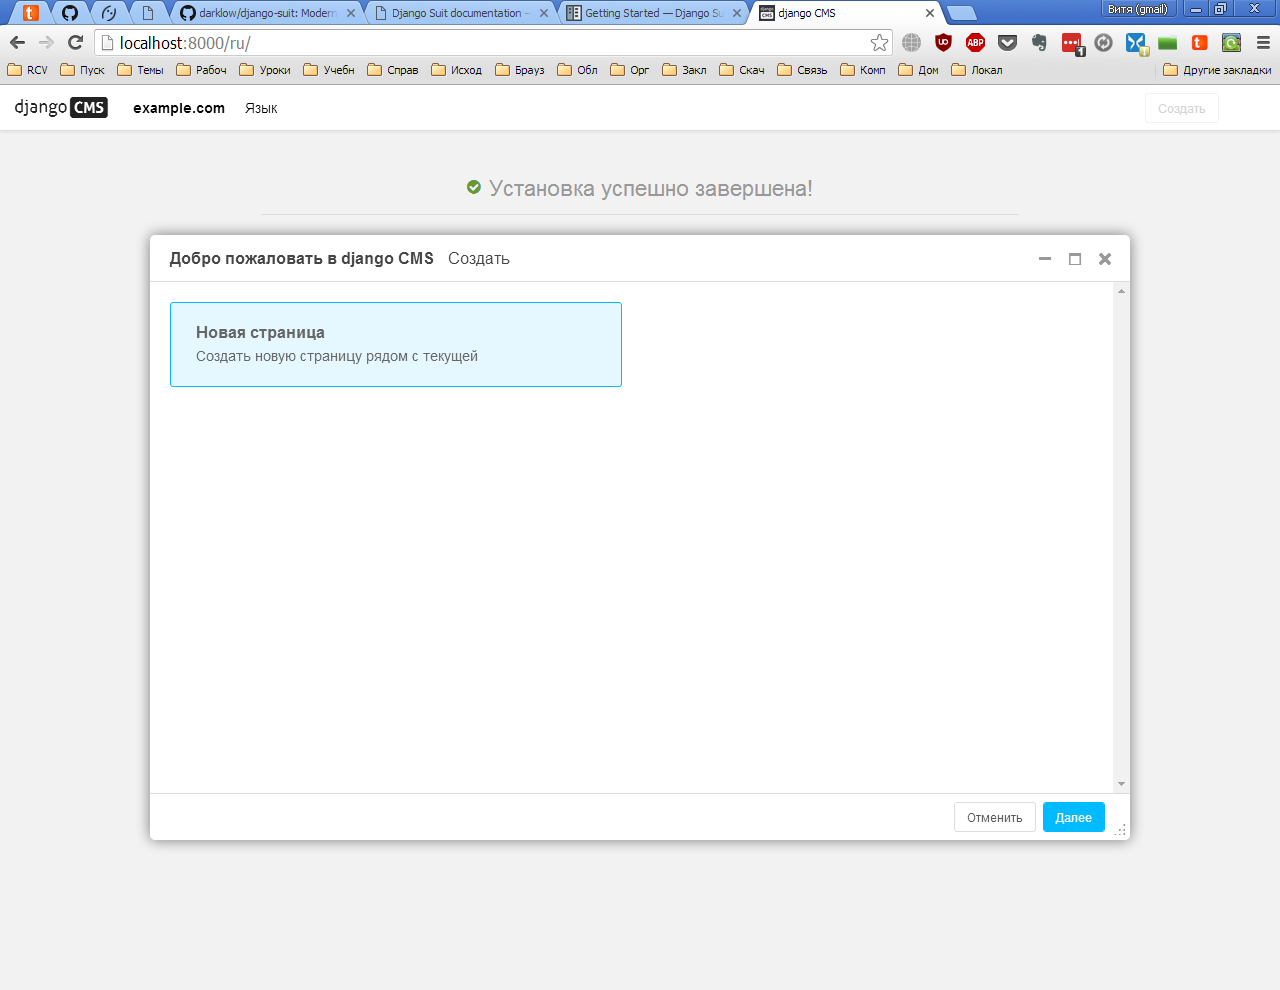 darklow/django-suit: Modern
Django Suit documentation –
Getting Started — Django Su
django CMS
Витя (gmail)
localhost:8000/ru/
RCV
Пуск
Темы
Рабоч
Уроки
Учебн
Справ
Исход
Брауз
Обл
Орг
Закл
Скач
Связь
Комп
Дом
Локал
Другие закладки
django CMS
example.com
Язык
Создать
Установка успешно завершена!
Добро пожаловать в django CMS Создать
Новая страница
Создать новую страницу рядом с текущей
Отменить
Далее